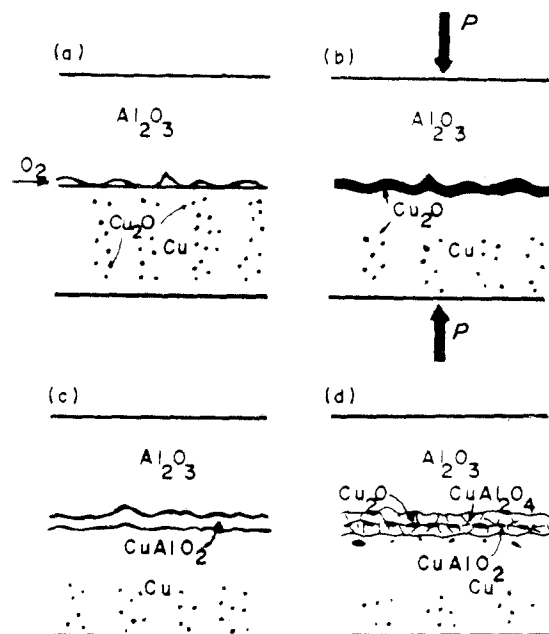 (a)
Al2O3
O2
Cu2O
Cu
(b)
P
Al2O3
Cu2O
Cu
P
(c)
Al2O3
CuAlO2
Cu
(d)
Al2O3
Cu2O CuAl2O4
CuAlO2
Cu